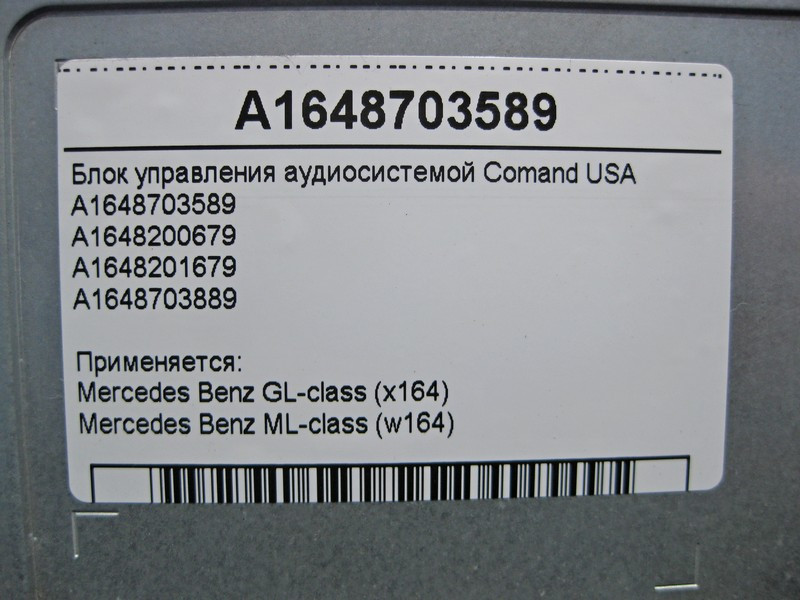 A1648703589
Блок управления аудиосистемой Comand USA
A1648703589
A1648200679
A1648201679
A1648703889
Применяется:
Mercedes Benz GL-class (x164)
Mercedes Benz ML-class (w164)